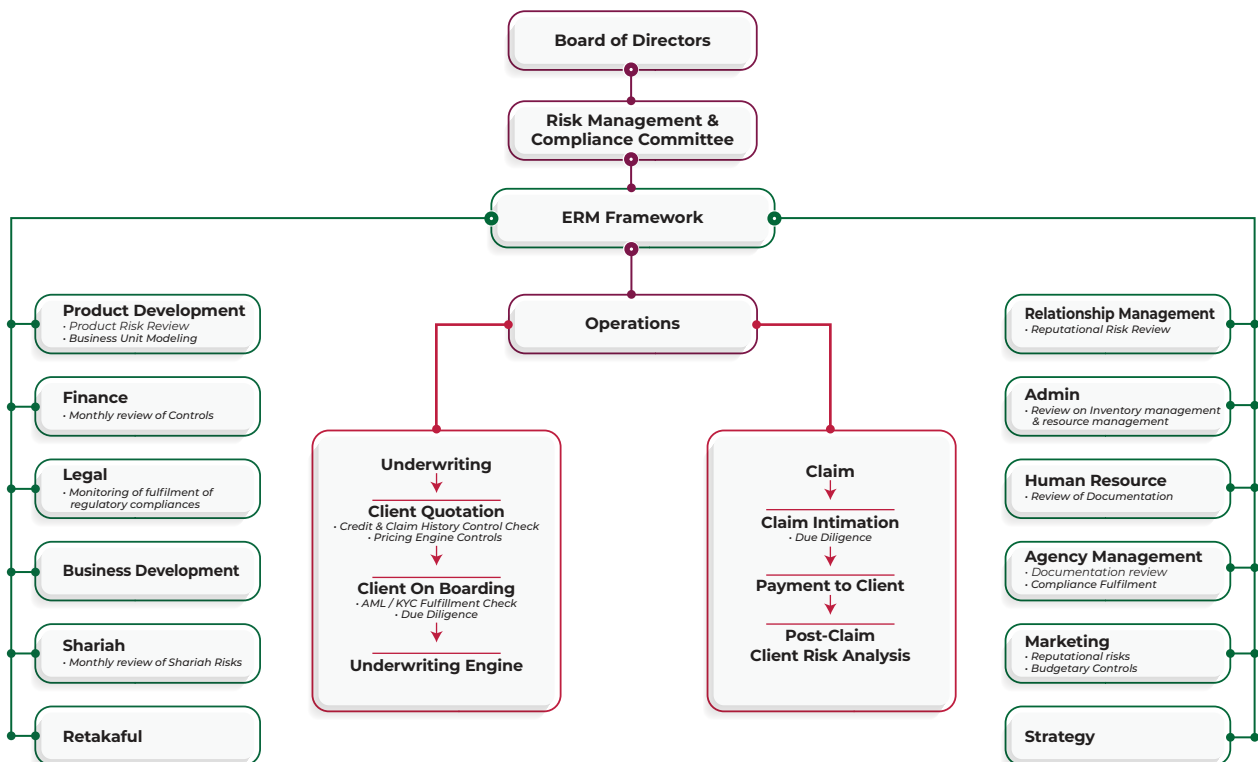 Board of Directors
Risk Management &
Compliance Committee
ERM Framework
Operations
Product Development
· Product Risk Review
· Business Unit Modeling
Finance
· Monthly review of Controls
Legal
· Monitoring of fulfilment of
regulatory compliances
Business Development
Shariah
· Monthly review of Shariah Risks
Retakaful
Underwriting
Client Quotation
· Credit & Claim History Control Check
· Pricing Engine Controls
Client On Boarding
· AML / KYC Fulfillment Check
· Due Diligence
Underwriting Engine
Claim
Claim Intimation
· Due Diligence
Payment to Client
Post-Claim
Client Risk Analysis
Relationship Management
· Reputational Risk Review
Admin
· Review on Inventory management
& resource management
Human Resource
· Review of Documentation
Agency Management
· Documentation review
· Compliance Fulfilment
Marketing
· Reputational risks
· Budgetary Controls
Strategy